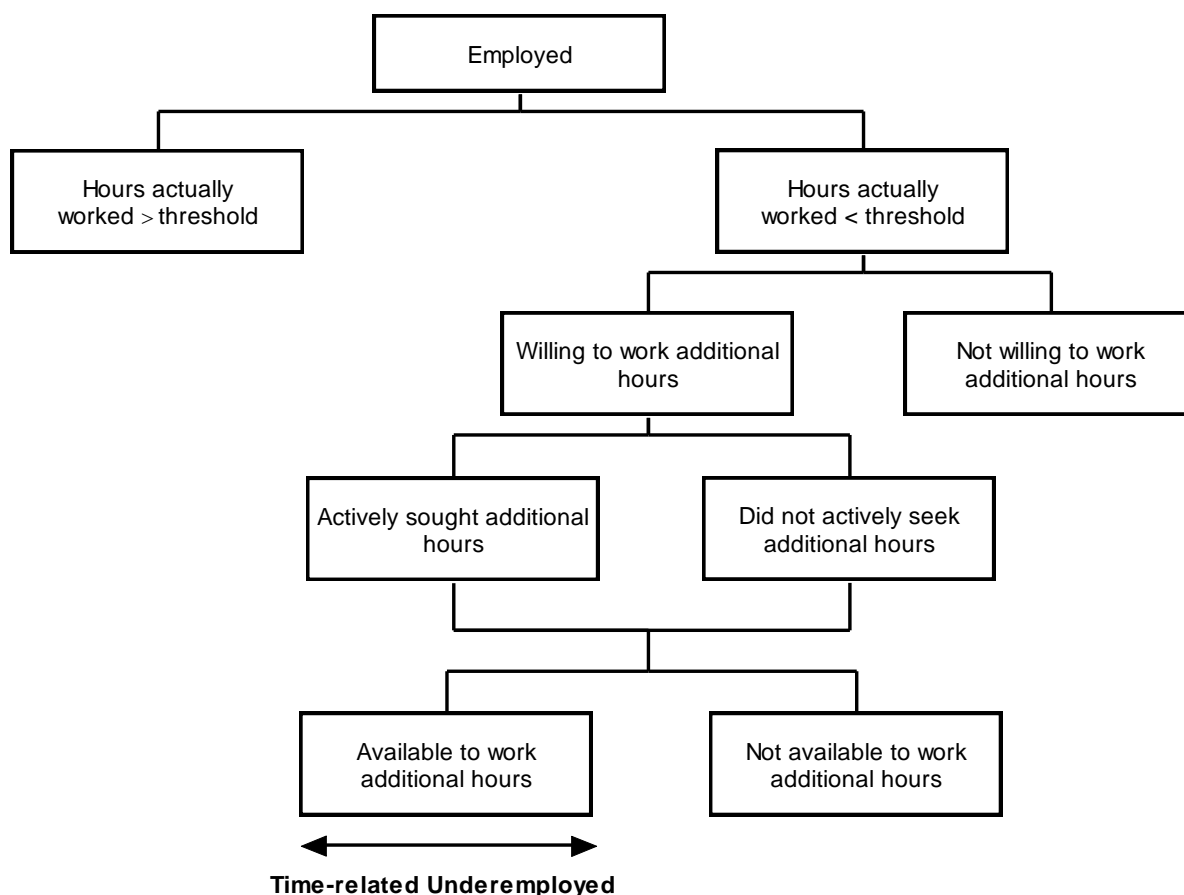 Employed
Hours actually
worked > threshold
Hours actually
worked < threshold
Willing to work additional
hours
Not willing to work
additional hours
Actively sought additional
hours
Did not actively seek
additional hours
Available to work
additional hours
Not available to work
additional hours
Time-related Underemployed